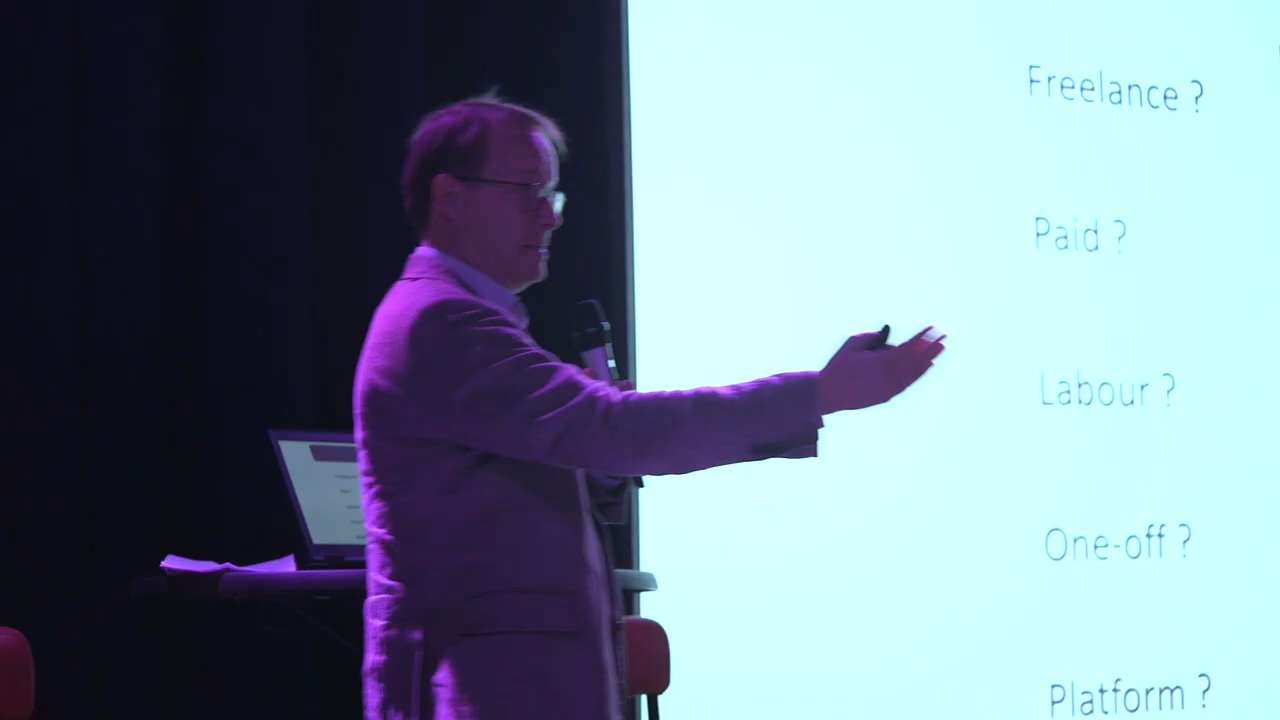 Freelance ?
Paid ?
Labour ?
One-off ?
Platform ?